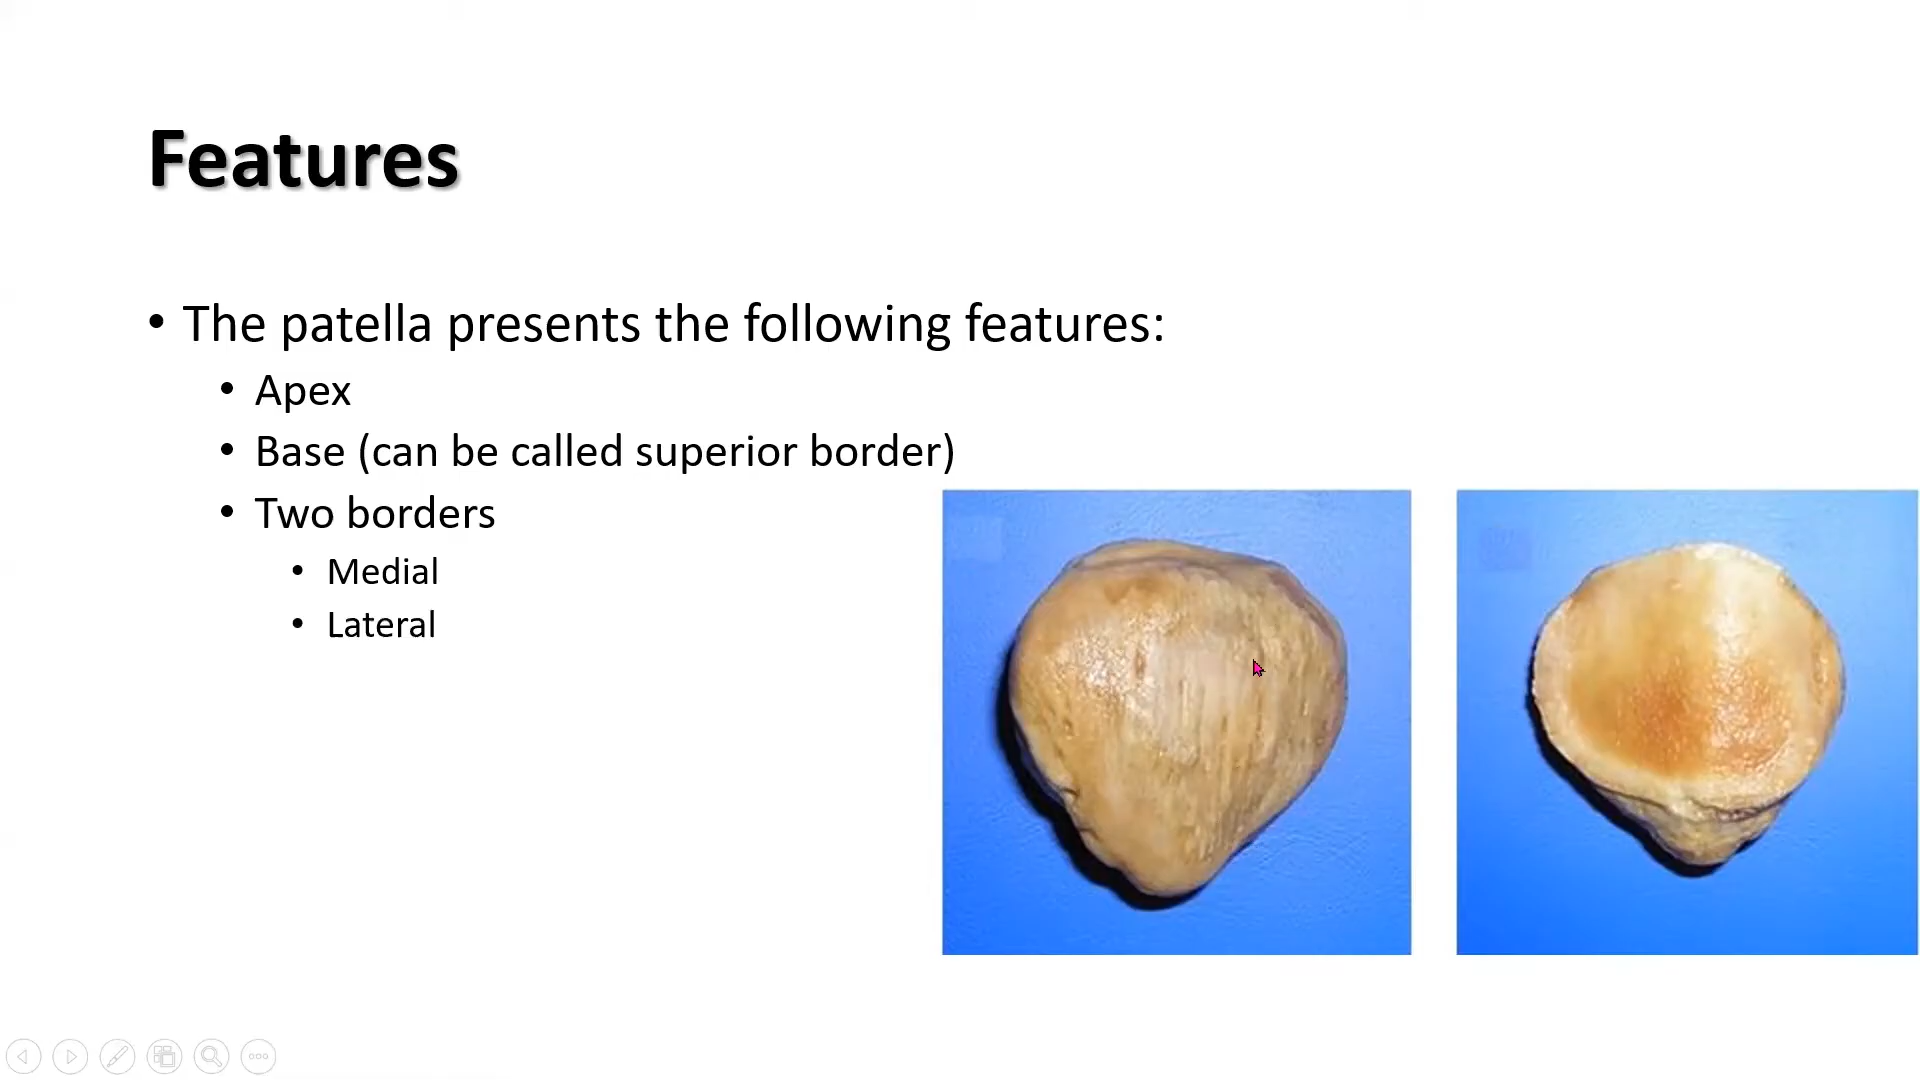 Features
• The patella presents the following features:
• Apex
• Base (can be called superior border)
• Two borders
• Medial
• Lateral